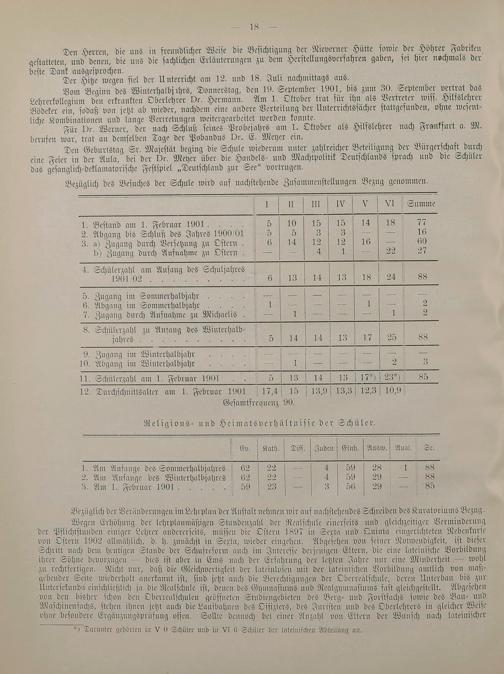 — 18 —
Den Herren, die uns in freundlicher Weise die Besichtigung der Nieverner Hütte sowie der Höhrer Fabriken
gestatteten, und denen, die uns die sachlichen Erläuterungen zu dem Herstellungsverfahren gaben, sei hier nochmals der
beste Dank ausgesprochen.
Der Hitze wegen fiel der Unterricht am 12. und 18. Juli nachmittags aus.
Vom Beginn des Winterhalbjahrs, Donnerstag, den 19. September 1901, bis zum 30. September vertrat das
Lehrerkollegium den erkrankten Oberlehrer Dr. Hermann. Am 1. Oktober trat für ihn als Vertreter wiss. Hilfslehrer
Bödeker ein, sodaß von jetzt ab wieder, nachdem eine andere Verteilung der Unterrichtsfächer stattgefunden, ohne wesent-
liche Kombinationen und lange Vertretungen weitergearbeitet werden konnte.
Für Dr. Werner, der nach Schluß seines Probejahrs am 1. Oktober als Hilfslehrer nach Frankfurt a. M.
berufen war, trat an demselben Tage der Probandus Dr. E. Meyer ein.
Den Geburtstag Sr. Majestät beging die Schule wiederum unter zahlreicher Beteiligung der Bürgerschaft durch
eine Feier in der Aula, bei der Dr. Meyer über die Handels- und Machtpolitik Deutschlands sprach und die Schüler
das gesanglich-deklamatorische Festspiel „Deutschland zur See" vortrugen.
Bezüglich des Besuches der Schule wird auf nachstehende Zusammenstellungen Bezug genommen.
I II III IV V VI Summe
1. Bestand am 1. Februar 1901 . 5 10 15 15 14 18 77
2. Abgang bis Schluß des Jahres 1900/01 5 5 3 3 — — 16
3. a) Zugang durch Versetzung zu Ostern . 6 14 12 12 16 — 60
b) Zugang durch Aufnahme zu Ostern . — — 4 1 — 22 27
4. Schülerzahl am Anfang des Schuljahres
1901/02 . . . . . . 6 13 14 13 18 24 88
5. Zugang im Sommerhalbjahr . . . . — — — — — — —
6. Abgang im Sommerhalbjahr . . . . 1 — — — 1 — 2
7. Zugang durch Aufnahme zu Michaelis . — 1 — — — 1 2
8. Schülerzahl zu Anfang des Winterhalb-
jahres . . . . . . 5 14 14 13 17 25 88
9. Zugang im Winterhalbjahr . . . . — — — — — — —
10. Abgang im Winterhalbjahr . . . . — 1 — — — 2 3
11. Schülerzahl am 1. Februar 1901 . . 5 13 14 13 17*) 23*) 85
12. Durchschnittsalter am 1. Februar 1901 17,4 15 13,9 13,3 12,3 10,9
Gesamtfrequenz 90.
Religions- und Heimatsverhältnisse der Schüler.
Ev. Kath. Diss. Juden Einh. Ausw. Ausl. Se.
1. Am Anfange des Sommerhalbjahres 62 22 — 4 59 28 1 88
2. Am Anfange des Winterhalbjahres 62 22 — 4 59 29 — 88
3. Am 1. Februar 1901 . . . . . 59 23 — 3 56 29 — 85
Bezüglich der Veränderungen im Lehrplan der Anstalt nehmen wir auf nachstehendes Schreiben des Kuratoriums Bezug.
Wegen Erhöhung der lehrplanmäßigen Stundenzahl der Realschule einerseits und gleichzeitiger Verminderung
der Pflichtstunden einiger Lehrer andererseits, müssen die Ostern 1897 in Sexta und Quinta eingerichteten Nebenkurse
von Ostern 1902 allmählich, d. h. zunächst in Sexta, wieder eingehen. Abgesehen von seiner Notwendigkeit, ist dieser
Schritt nach dem heutigen Stande der Schulreform auch im Interesse derjenigen Eltern, die eine lateinische Vorbildung
ihrer Söhne bevorzugen — dies ist aber in Ems nach der Erfahrung der letzten Jahre nur eine Minderheit — wohl
zu rechtfertigen. Nicht nur, daß die Gleichwertigkeit der lateinlosen mit der lateinischen Vorbildung amtlich von maß-
gebender Seite wiederholt anerkannt ist, sind jetzt auch die Berechtigungen der Oberrealschule, deren Unterbau bis zur
Untersekunda einschließlich ja die Realschule ist, denen des Gymnasiums und Realgymnasiums fast gleichgestellt. Abgesehen
von den bisher schon den Oberrealschulen geöffneten Studiengebieten des Berg- und Forstfachs sowie des Bau- und
Maschinenfachs, stehen ihnen jetzt auch die Laufbahnen des Offiziers, des Juristen und des Oberlehrers in gleicher Weise
ohne besondere Ergänzungsprüfung offen. Sollte dennoch bei einer Anzahl von Eltern der Wunsch nach lateinischer
*) Darunter gehörten in V 9 Schüler und in VI 6 Schüler der lateinischen Abteilung an.